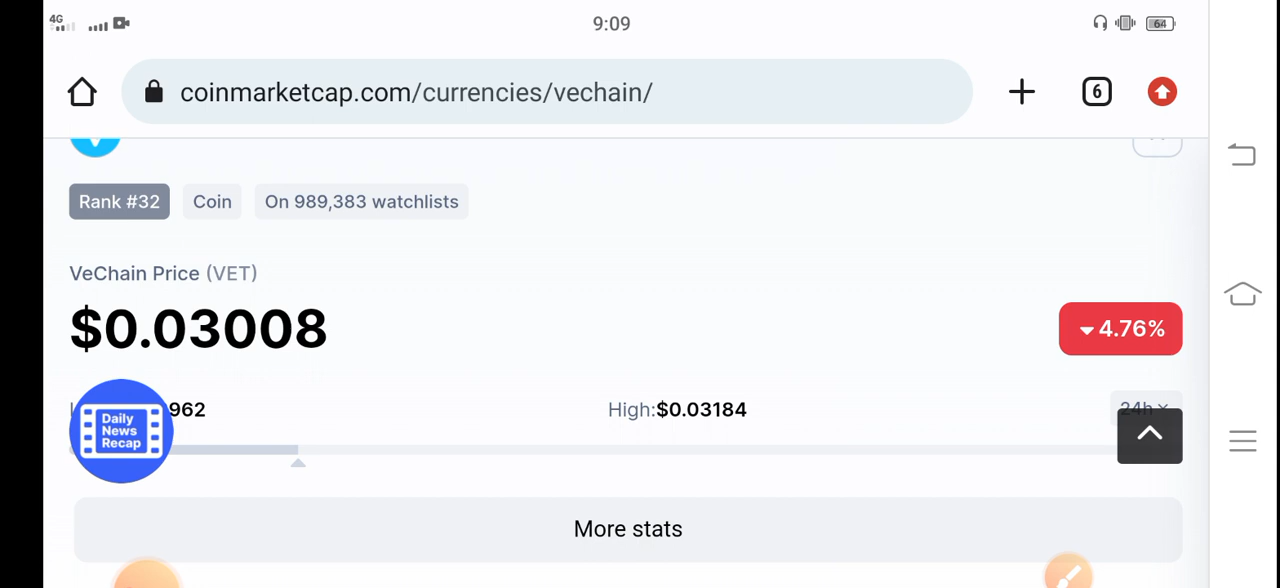 4G
9:09
64
coinmarketcap.com/currencies/vechain/
6
Rank #32
Coin
On 989,383 watchlists
VeChain Price (VET)
$0.03008
4.76%
962
High:$0.03184
24h
Daily
News
Recap
More stats